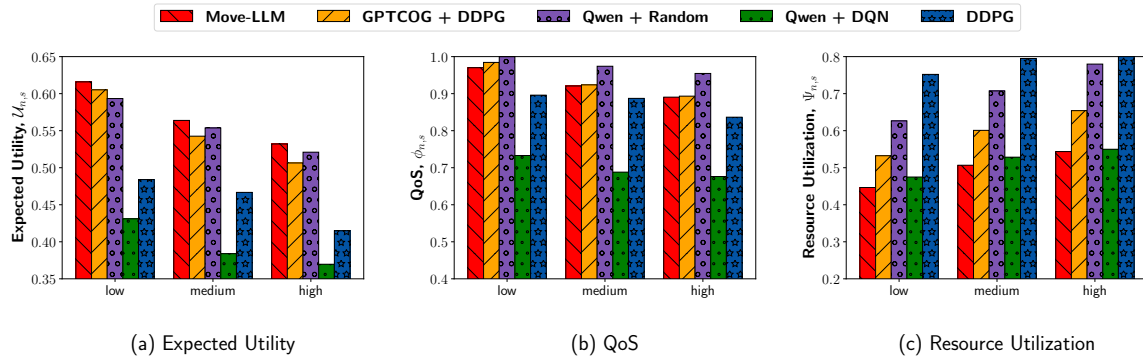 Move-LLM GPTCOG + DDPG Qwen + Random Qwen + DQN DDPG
Expected Utility, 𝒰n,s
0.65
0.60
0.55
0.50
0.45
0.40
0.35
low medium high
(a) Expected Utility
QoS, ϕn,s
1.0
0.9
0.8
0.7
0.6
0.5
0.4
low medium high
(b) QoS
Resource Utilization, Ψn,s
0.8
0.7
0.6
0.5
0.4
0.3
0.2
low medium high
(c) Resource Utilization